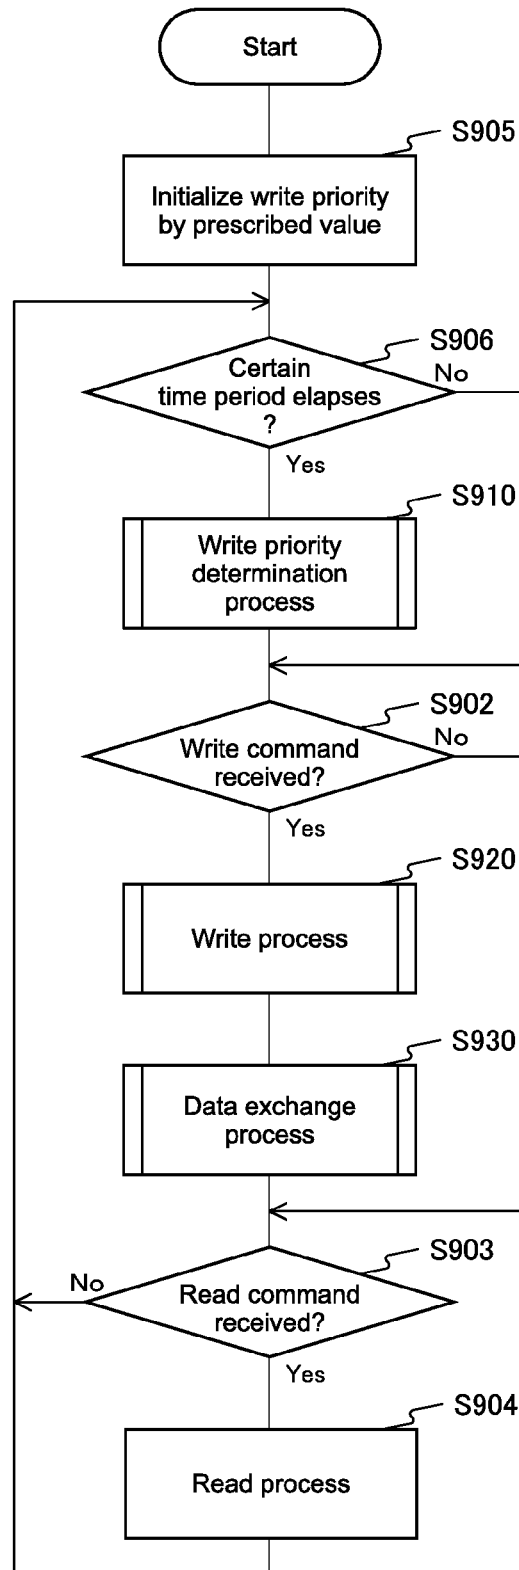 Start
S905
Initialize write priority
by prescribed value
S906
Certain
time period elapses
?
No
Yes
S910
Write priority
determination
process
S902
Write command
received?
No
Yes
S920
Write process
S930
Data exchange
process
S903
No
Read command
received?
Yes
S904
Read process